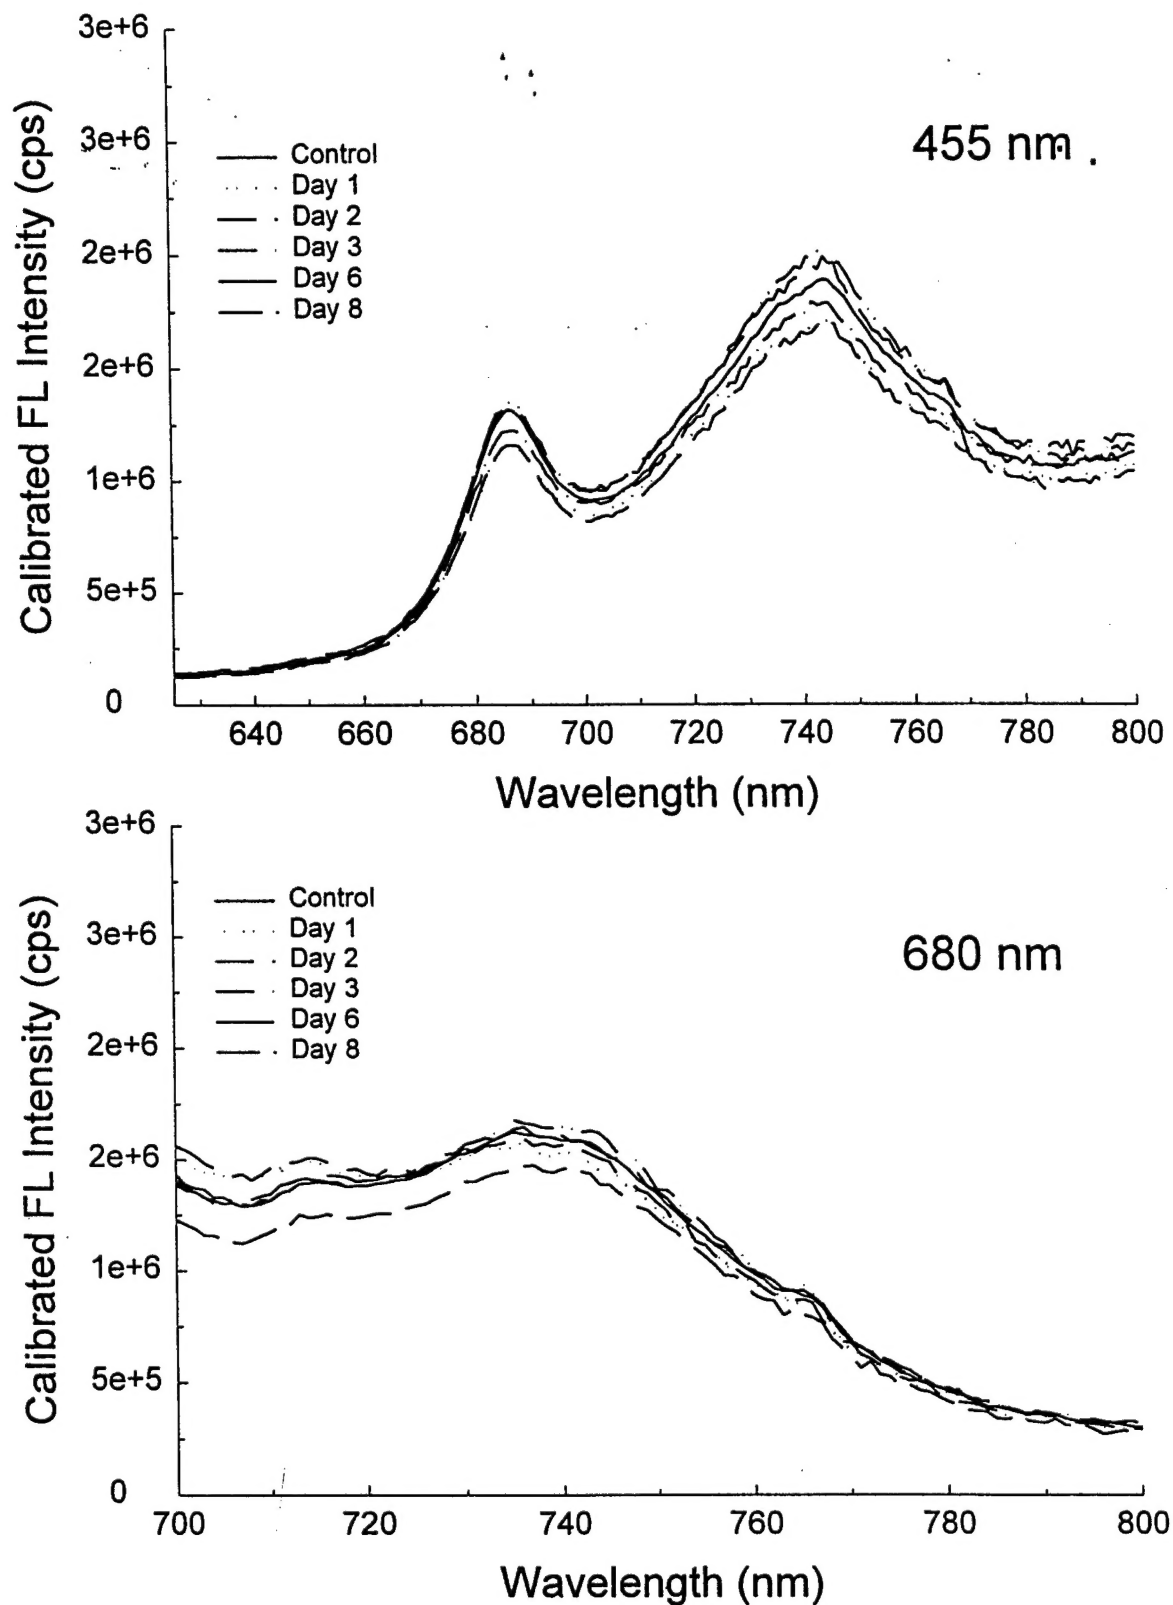 3e+6
3e+6
2e+6
2e+6
1e+6
5e+5
0
Calibrated FL Intensity (cps)
455 nm
Control
Day 1
Day 2
Day 3
Day 6
Day 8
640 660 680 700 720 740 760 780 800
Wavelength (nm)
3e+6
3e+6
2e+6
2e+6
1e+6
5e+5
0
Calibrated FL Intensity (cps)
680 nm
Control
Day 1
Day 2
Day 3
Day 6
Day 8
700 720 740 760 780 800
Wavelength (nm)